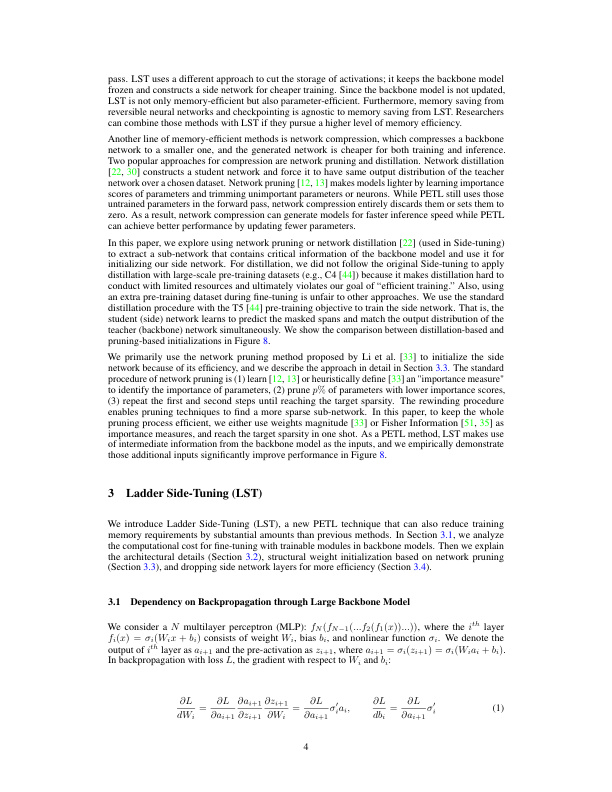 pass. LST uses a different approach to cut the storage of activations; it keeps the backbone model
frozen and constructs a side network for cheaper training. Since the backbone model is not updated,
LST is not only memory-efficient but also parameter-efficient. Furthermore, memory saving from
reversible neural networks and checkpointing is agnostic to memory saving from LST. Researchers
can combine those methods with LST if they pursue a higher level of memory efficiency.
Another line of memory-efficient methods is network compression, which compresses a backbone
network to a smaller one, and the generated network is cheaper for both training and inference.
Two popular approaches for compression are network pruning and distillation. Network distillation
[22, 30] constructs a student network and force it to have same output distribution of the teacher
network over a chosen dataset. Network pruning [12, 13] makes models lighter by learning importance
scores of parameters and trimming unimportant parameters or neurons. While PETL still uses those
untrained parameters in the forward pass, network compression entirely discards them or sets them to
zero. As a result, network compression can generate models for faster inference speed while PETL
can achieve better performance by updating fewer parameters.
In this paper, we explore using network pruning or network distillation [22] (used in Side-tuning)
to extract a sub-network that contains critical information of the backbone model and use it for
initializing our side network. For distillation, we did not follow the original Side-tuning to apply
distillation with large-scale pre-training datasets (e.g., C4 [44]) because it makes distillation hard to
conduct with limited resources and ultimately violates our goal of “efficient training.” Also, using
an extra pre-training dataset during fine-tuning is unfair to other approaches. We use the standard
distillation procedure with the T5 [44] pre-training objective to train the side network. That is, the
student (side) network learns to predict the masked spans and match the output distribution of the
teacher (backbone) network simultaneously. We show the comparison between distillation-based and
pruning-based initializations in Figure 8.
We primarily use the network pruning method proposed by Li et al. [33] to initialize the side
network because of its efficiency, and we describe the approach in detail in Section 3.3. The standard
procedure of network pruning is (1) learn [12, 13] or heuristically define [33] an "importance measure"
to identify the importance of parameters, (2) prune p% of parameters with lower importance scores,
(3) repeat the first and second steps until reaching the target sparsity. The rewinding procedure
enables pruning techniques to find a more sparse sub-network. In this paper, to keep the whole
pruning process efficient, we either use weights magnitude [33] or Fisher Information [51, 35] as
importance measures, and reach the target sparsity in one shot. As a PETL method, LST makes use
of intermediate information from the backbone model as the inputs, and we empirically demonstrate
those additional inputs significantly improve performance in Figure 8.
3 Ladder Side-Tuning (LST)
We introduce Ladder Side-Tuning (LST), a new PETL technique that can also reduce training
memory requirements by substantial amounts than previous methods. In Section 3.1, we analyze
the computational cost for fine-tuning with trainable modules in backbone models. Then we explain
the architectural details (Section 3.2), structural weight initialization based on network pruning
(Section 3.3), and dropping side network layers for more efficiency (Section 3.4).
3.1 Dependency on Backpropagation through Large Backbone Model
We consider a N multilayer perceptron (MLP): f_N(f_{N−1}(...f_2(f_1(x))...)), where the i^{th} layer
f_i(x) = σ_i(W_i x + b_i) consists of weight W_i, bias b_i, and nonlinear function σ_i. We denote the
output of i^{th} layer as a_{i+1} and the pre-activation as z_{i+1}, where a_{i+1} = σ_i(z_{i+1}) = σ_i(W_i a_i + b_i).
In backpropagation with loss L, the gradient with respect to W_i and b_i:
∂L/dW_i = ∂L/∂a_{i+1} ∂a_{i+1}/∂z_{i+1} ∂z_{i+1}/∂W_i = ∂L/∂a_{i+1} σ′_i a_i, ∂L/db_i = ∂L/∂a_{i+1} σ′_i (1)
4